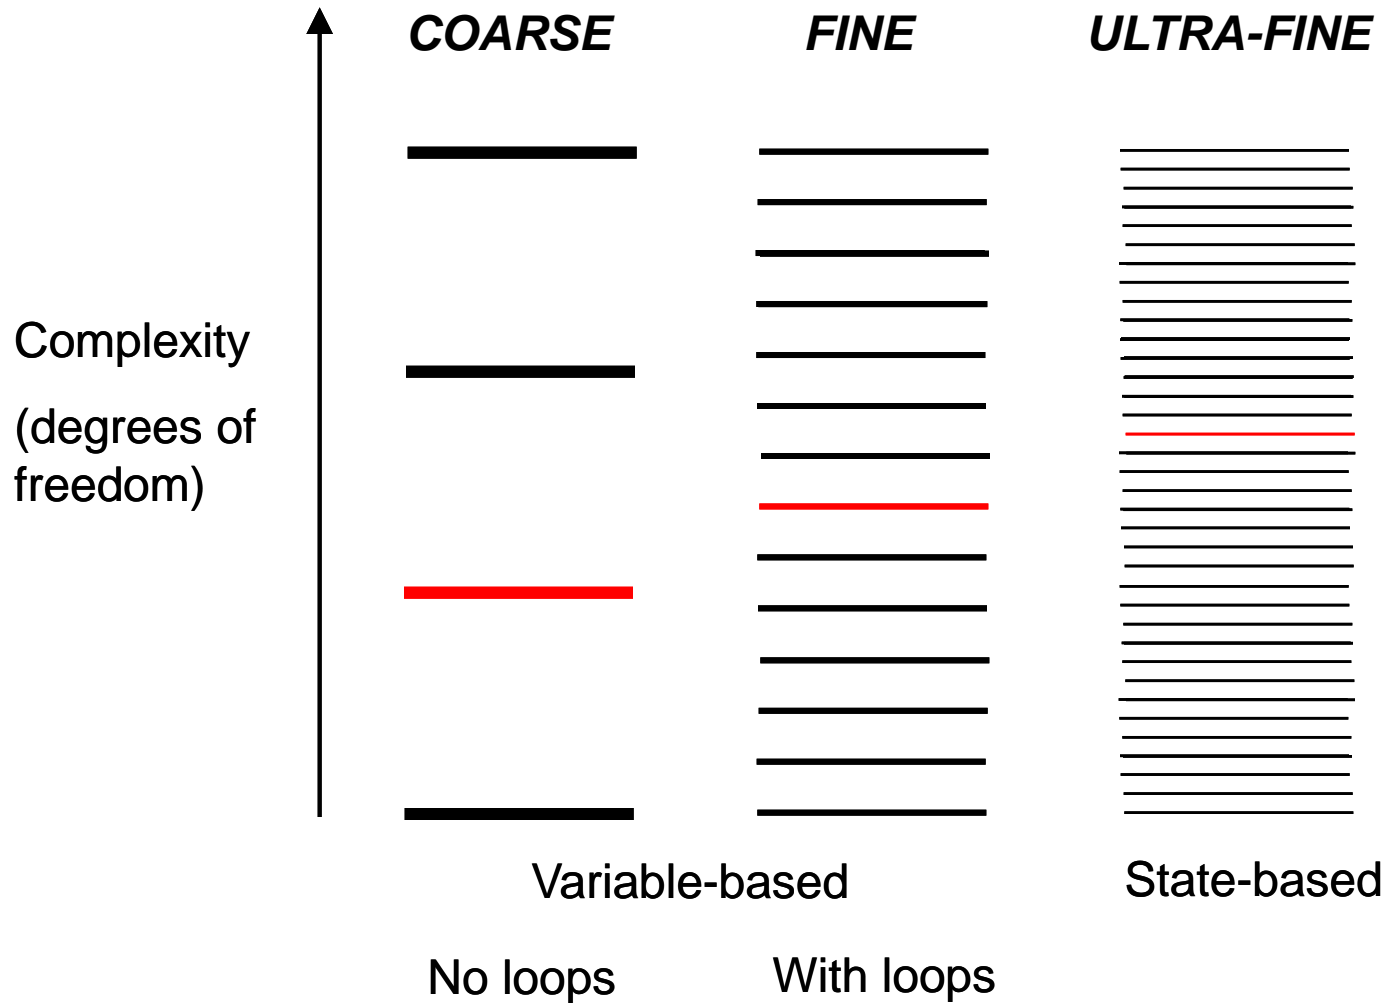 COARSE FINE ULTRA-FINE
Complexity
(degrees of
freedom)
Variable-based State-based
No loops With loops